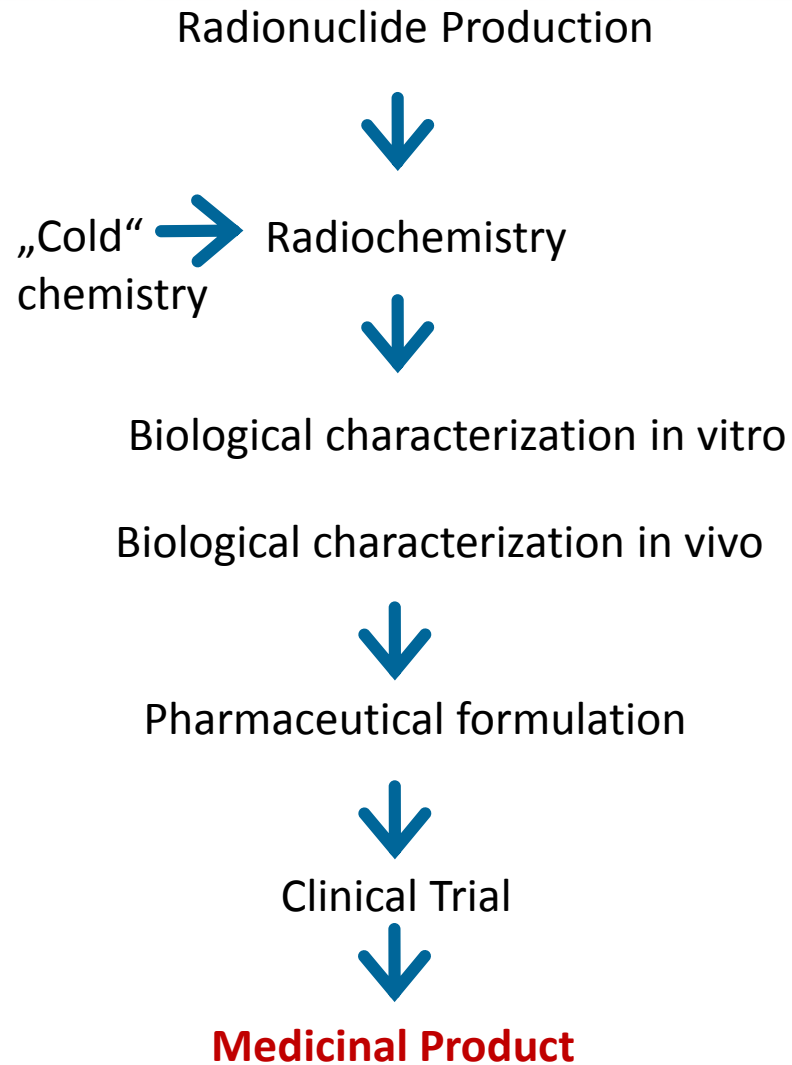 Radionuclide Production
„Cold“
chemistry
Radiochemistry
Biological characterization in vitro
Biological characterization in vivo
Pharmaceutical formulation
Clinical Trial
Medicinal Product